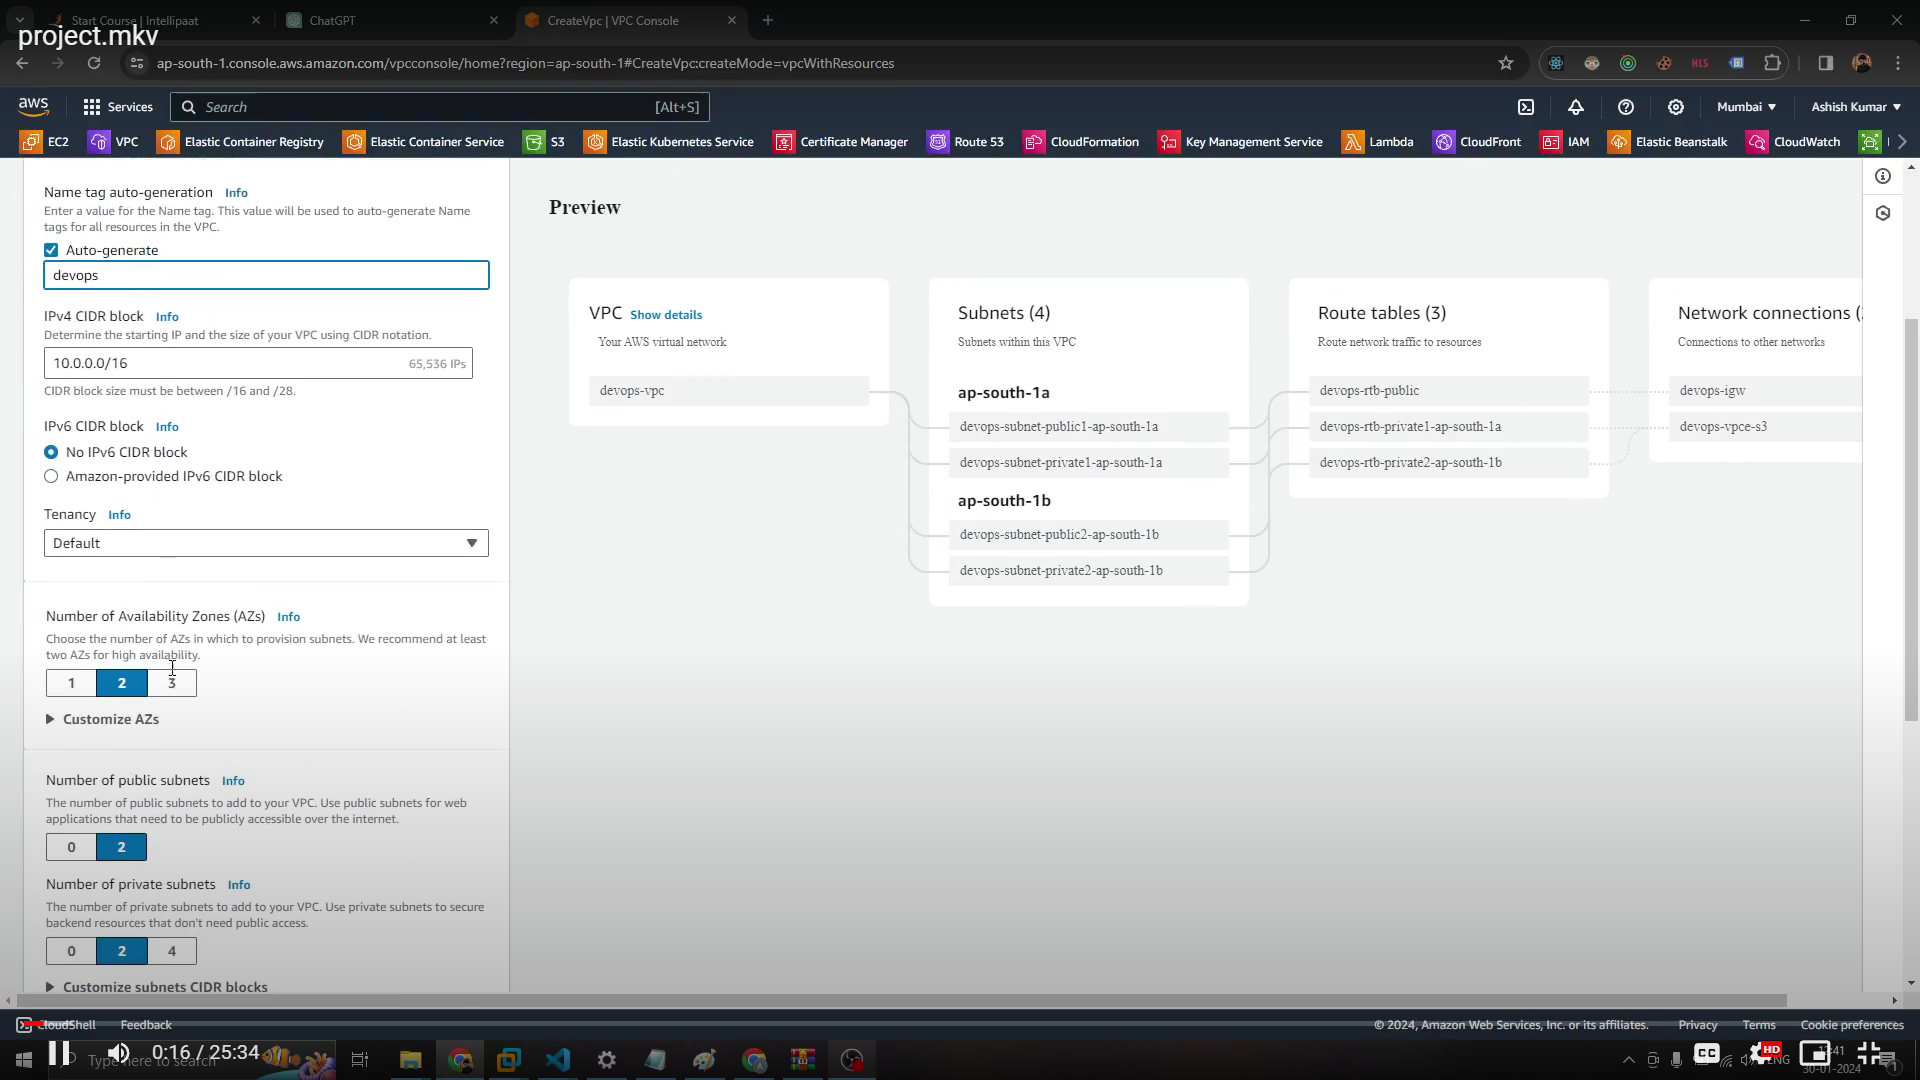 Start Course | Intellipaat
ChatGPT
CreateVpc | VPC Console
project.mkv
ap-south-1.console.aws.amazon.com/vpcconsole/home?region=ap-south-1#CreateVpc:createMode=vpcWithResources
HLS
aws
Services
Search
[Alt+S]
Mumbai
Ashish Kumar
EC2
VPC
Elastic Container Registry
Elastic Container Service
S3
Elastic Kubernetes Service
Certificate Manager
Route 53
CloudFormation
Key Management Service
Lambda
CloudFront
IAM
Elastic Beanstalk
CloudWatch
Name tag auto-generation Info
Enter a value for the Name tag. This value will be used to auto-generate Name
tags for all resources in the VPC.
Auto-generate
devops
IPv4 CIDR block Info
Determine the starting IP and the size of your VPC using CIDR notation.
10.0.0.0/16 65,536 IPs
CIDR block size must be between /16 and /28.
IPv6 CIDR block Info
No IPv6 CIDR block
Amazon-provided IPv6 CIDR block
Tenancy Info
Default
Number of Availability Zones (AZs) Info
Choose the number of AZs in which to provision subnets. We recommend at least
two AZs for high availability.
1 2 3
Customize AZs
Number of public subnets Info
The number of public subnets to add to your VPC. Use public subnets for web
applications that need to be publicly accessible over the internet.
0 2
Number of private subnets Info
The number of private subnets to add to your VPC. Use private subnets to secure
backend resources that don't need public access.
0 2 4
Customize subnets CIDR blocks
Preview
VPC Show details
Your AWS virtual network
devops-vpc
Subnets (4)
Subnets within this VPC
ap-south-1a
devops-subnet-public1-ap-south-1a
devops-subnet-private1-ap-south-1a
ap-south-1b
devops-subnet-public2-ap-south-1b
devops-subnet-private2-ap-south-1b
Route tables (3)
Route network traffic to resources
devops-rtb-public
devops-rtb-private1-ap-south-1a
devops-rtb-private2-ap-south-1b
Network connections (
Connections to other networks
devops-igw
devops-vpce-s3
CloudShell
Feedback
© 2024, Amazon Web Services, Inc. or its affiliates.
Privacy
Terms
Cookie preferences
Type here to search
0:16 / 25:34
CC
HD
ENG
30-01-2024